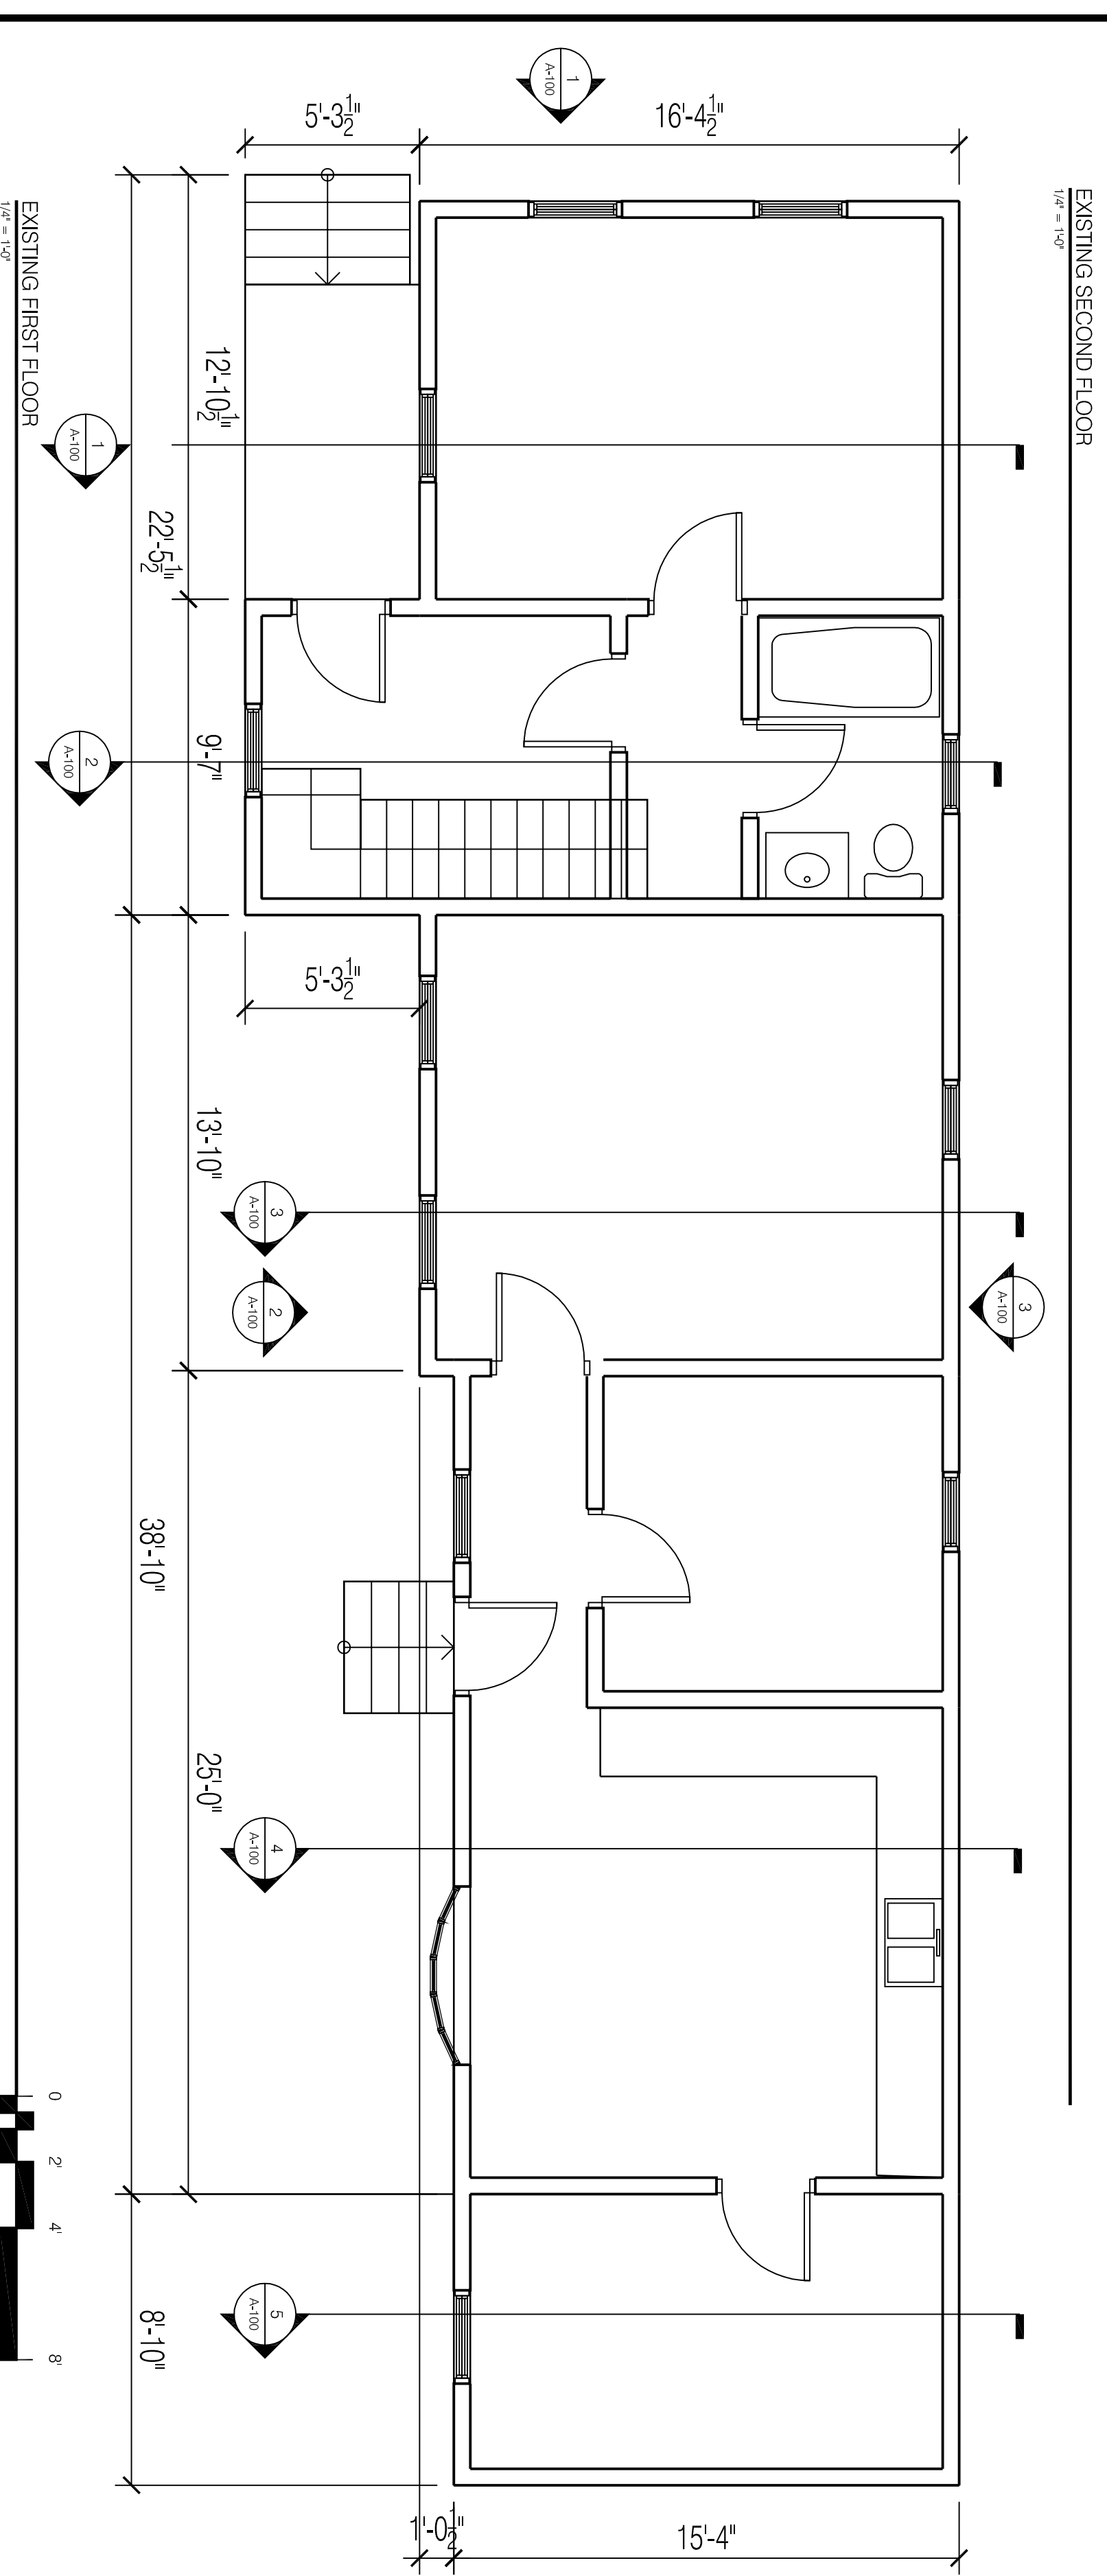 EXISTING SECOND FLOOR
1/4" = 1'-0"
1
A-100
5'-3½"
16'-4½"
12'-10½"
22'-5½"
9'-7"
1
A-100
2
A-100
5'-3½"
13'-10"
3
A-100
2
A-100
3
A-100
38'-10"
25'-0"
4
A-100
5
A-100
8'-10"
1'-0½"
15'-4"
EXISTING FIRST FLOOR
1/4" = 1'-0"
0
2'
4'
8'